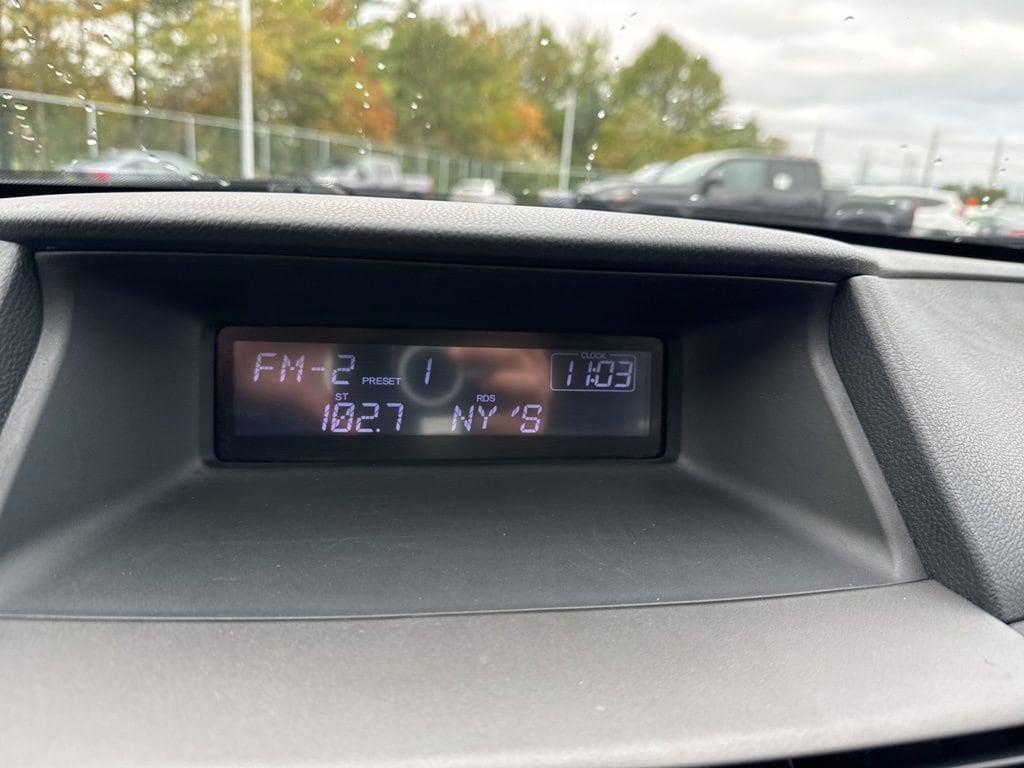 FM-2 PRESET 1 CLOCK 11:03
ST 102.7 RDS NY'S